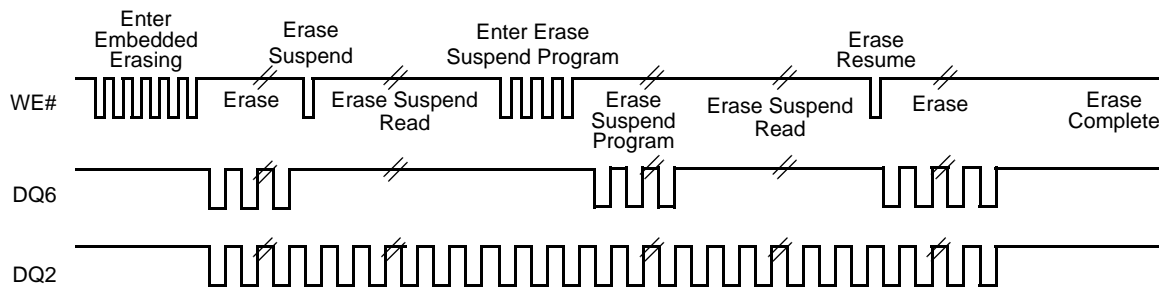 Enter
Embedded
Erasing
Erase
Suspend
Enter Erase
Suspend Program
Erase
Resume
WE#
Erase
Erase Suspend
Read
Erase
Suspend
Program
Erase Suspend
Read
Erase
Erase
Complete
DQ6
DQ2